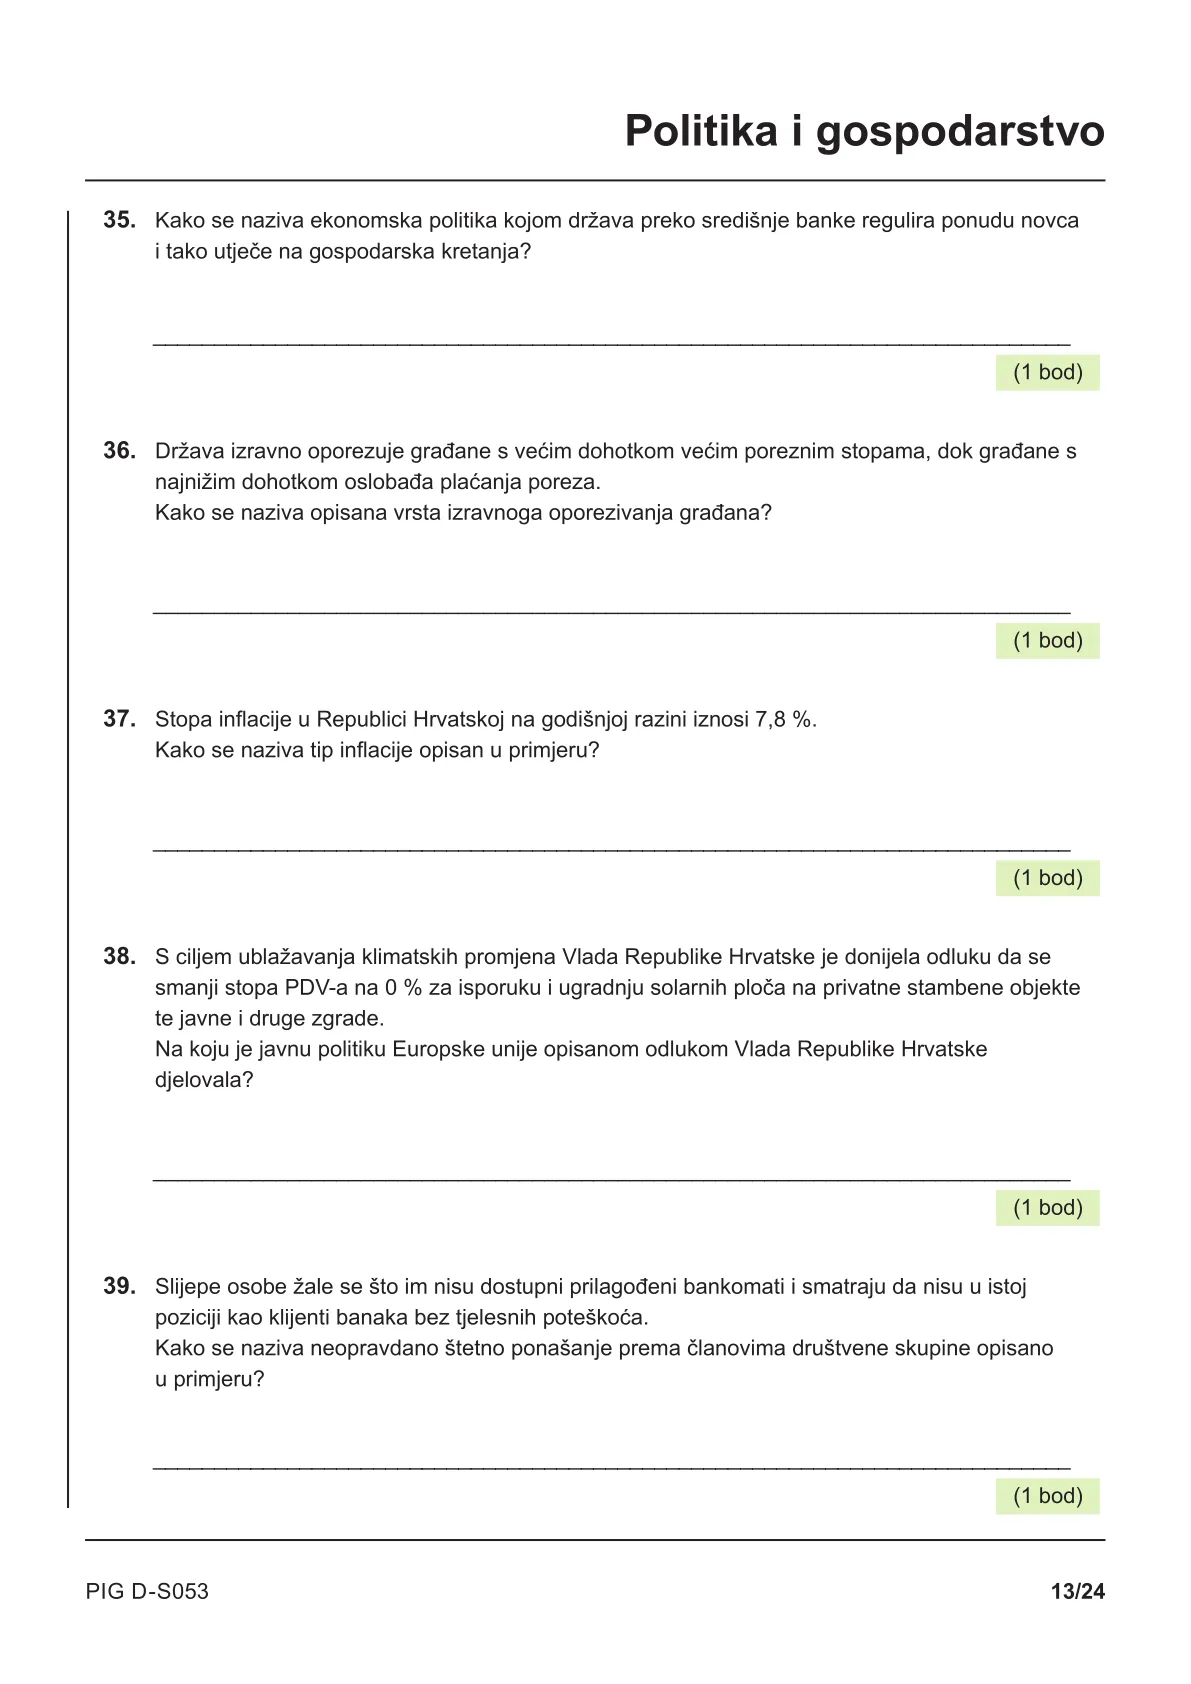 Politika i gospodarstvo
35. Kako se naziva ekonomska politika kojom država preko središnje banke regulira ponudu novca
i tako utječe na gospodarska kretanja?
(1 bod)
36. Država izravno oporezuje građane s većim dohotkom većim poreznim stopama, dok građane s
najnižim dohotkom oslobađa plaćanja poreza.
Kako se naziva opisana vrsta izravnoga oporezivanja građana?
(1 bod)
37. Stopa inflacije u Republici Hrvatskoj na godišnjoj razini iznosi 7,8 %.
Kako se naziva tip inflacije opisan u primjeru?
(1 bod)
38. S ciljem ublažavanja klimatskih promjena Vlada Republike Hrvatske je donijela odluku da se
smanji stopa PDV-a na 0 % za isporuku i ugradnju solarnih ploča na privatne stambene objekte
te javne i druge zgrade.
Na koju je javnu politiku Europske unije opisanom odlukom Vlada Republike Hrvatske
djelovala?
(1 bod)
39. Slijepe osobe žale se što im nisu dostupni prilagođeni bankomati i smatraju da nisu u istoj
poziciji kao klijenti banaka bez tjelesnih poteškoća.
Kako se naziva neopravdano štetno ponašanje prema članovima društvene skupine opisano
u primjeru?
(1 bod)
PIG D-S053
13/24